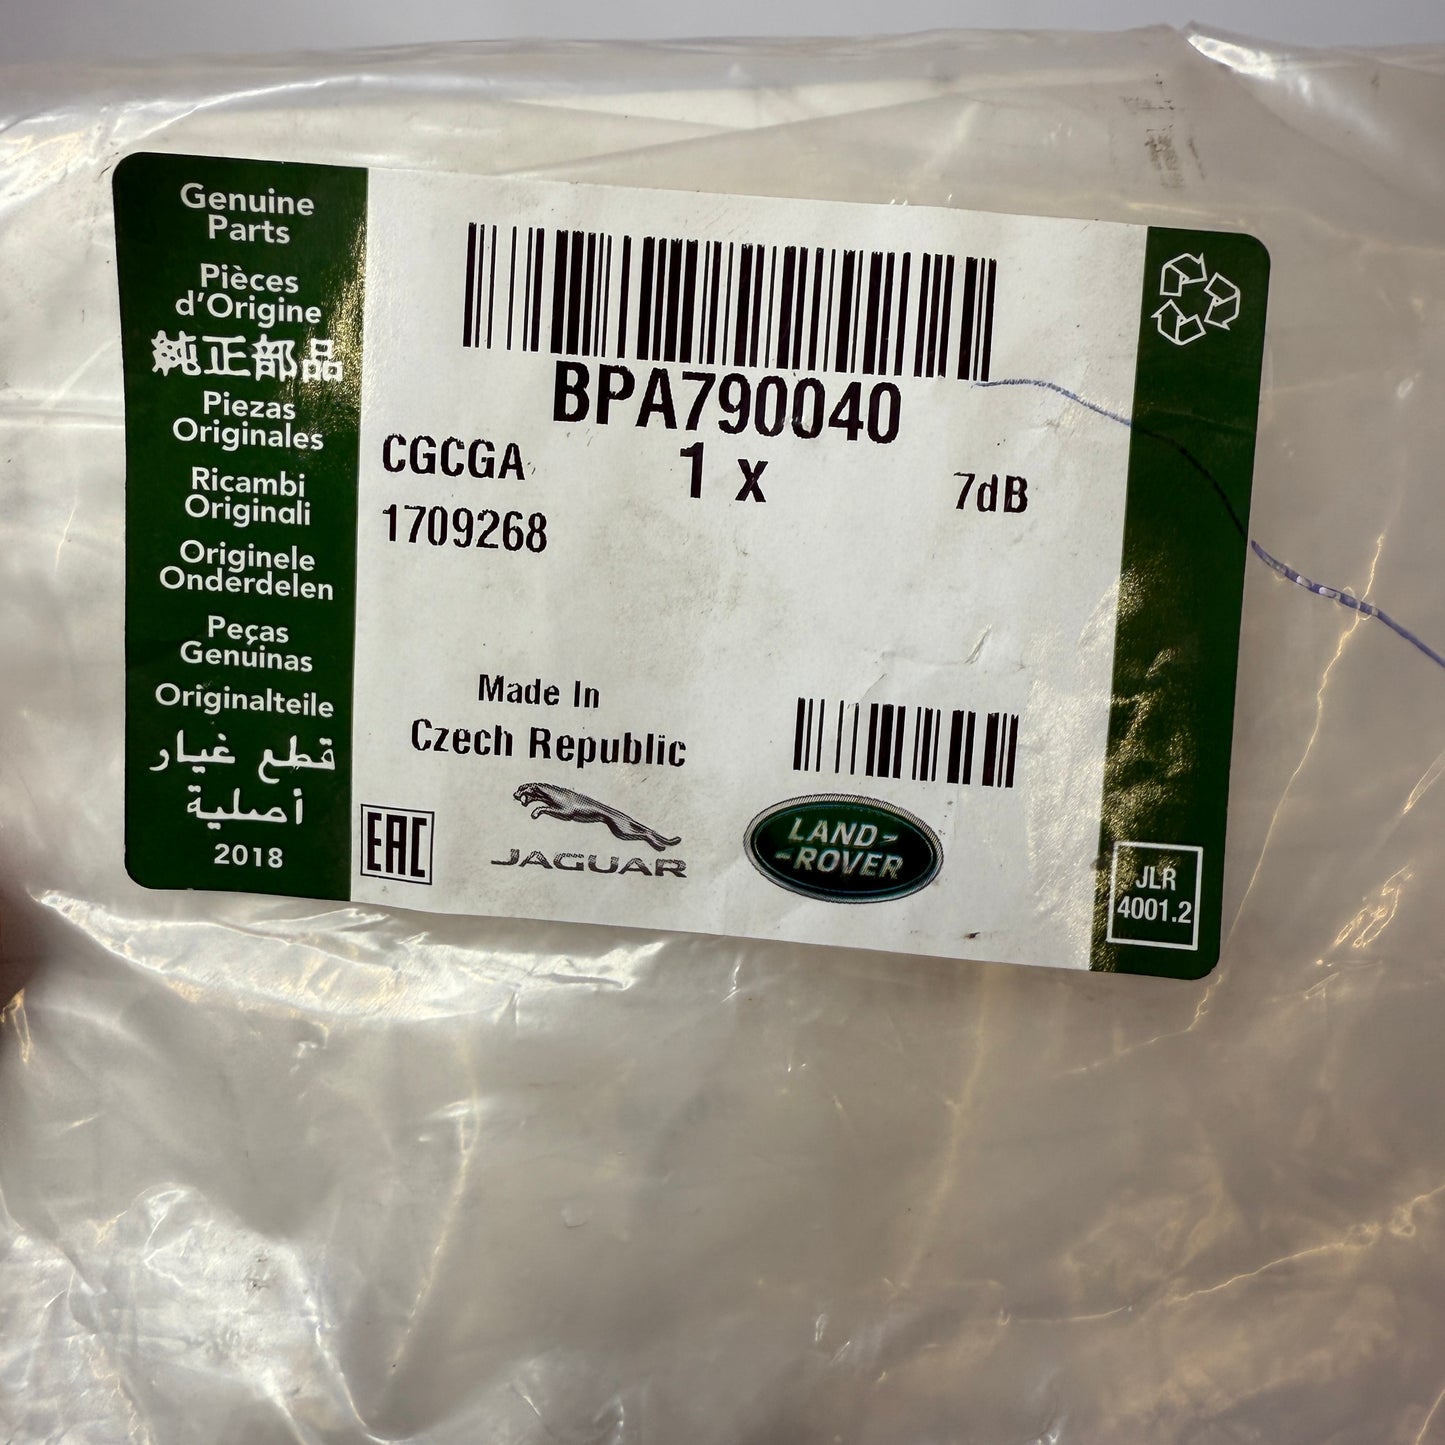 Genuine
Parts
Pièces
d'Origine
純正部品
Piezas
Originales
Ricambi
Originali
Originele
Onderdelen
Peças
Genuinas
Originalteile
قطع غيار
أصلية
2018
BPA790040
CGCGA
1 x
7dB
1709268
Made In
Czech Republic
EAC
JAGUAR
LAND-
-ROVER
JLR
4001.2